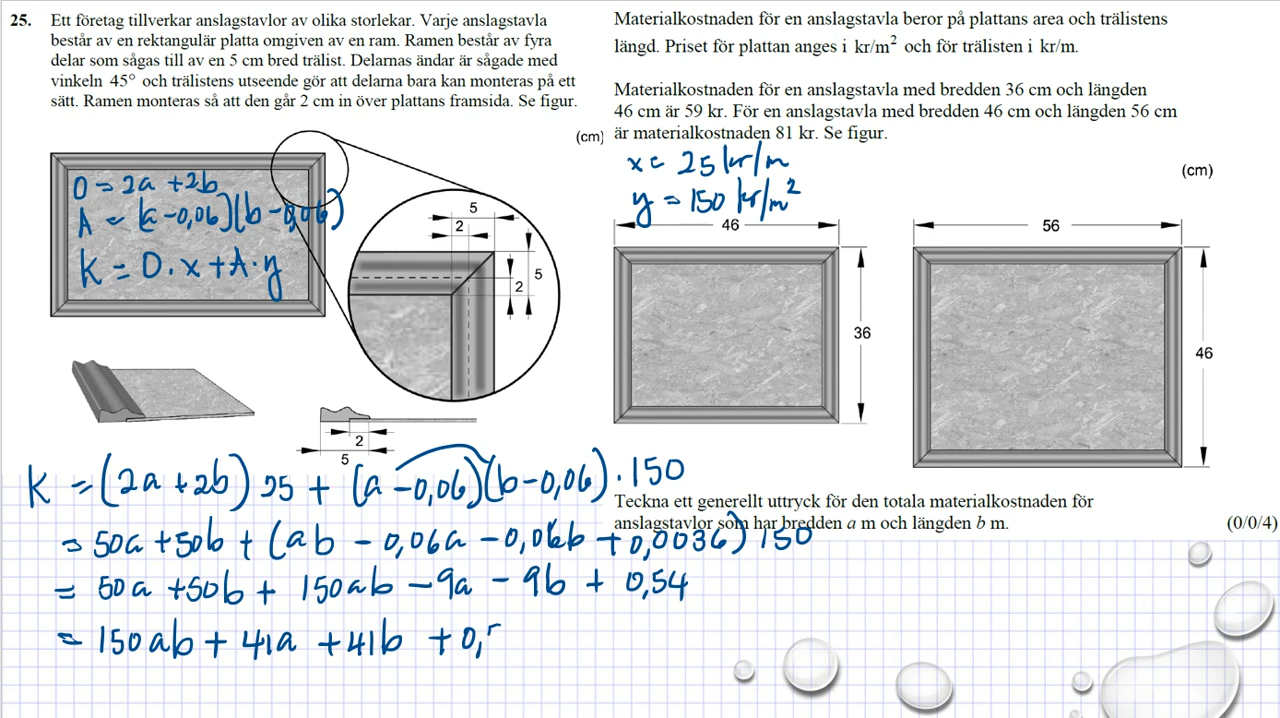 25. Ett företag tillverkar anslagstavlor av olika storlekar. Varje anslagstavla
består av en rektangulär platta omgiven av en ram. Ramen består av fyra
delar som sågas till av en 5 cm bred trälist. Delarnas ändar är sågade med
vinkeln 45° och trälistens utseende gör att delarna bara kan monteras på ett
sätt. Ramen monteras så att den går 2 cm in över plattans framsida. Se figur.
(cm)
O = 2a + 2b
A = (a - 0,06)(b - 0,06)
K = O · x + A · y
5
2
5
2
2
5
Materialkostnaden för en anslagstavla beror på plattans area och trälistens
längd. Priset för plattan anges i kr/m² och för trälisten i kr/m.
Materialkostnaden för en anslagstavla med bredden 36 cm och längden
46 cm är 59 kr. För en anslagstavla med bredden 46 cm och längden 56 cm
är materialkostnaden 81 kr. Se figur.
x = 25 kr/m
y = 150 kr/m²
(cm)
46
36
56
46
Teckna ett generellt uttryck för den totala materialkostnaden för
anslagstavlor som har bredden a m och längden b m. (0/0/4)
K = (2a + 2b) 25 + (a - 0,06)(b - 0,06) · 150
= 50a + 50b + (ab - 0,06a - 0,06b + 0,0036) 150
= 50a + 50b + 150ab - 9a - 9b + 0,54
= 150ab + 41a + 41b + 0,